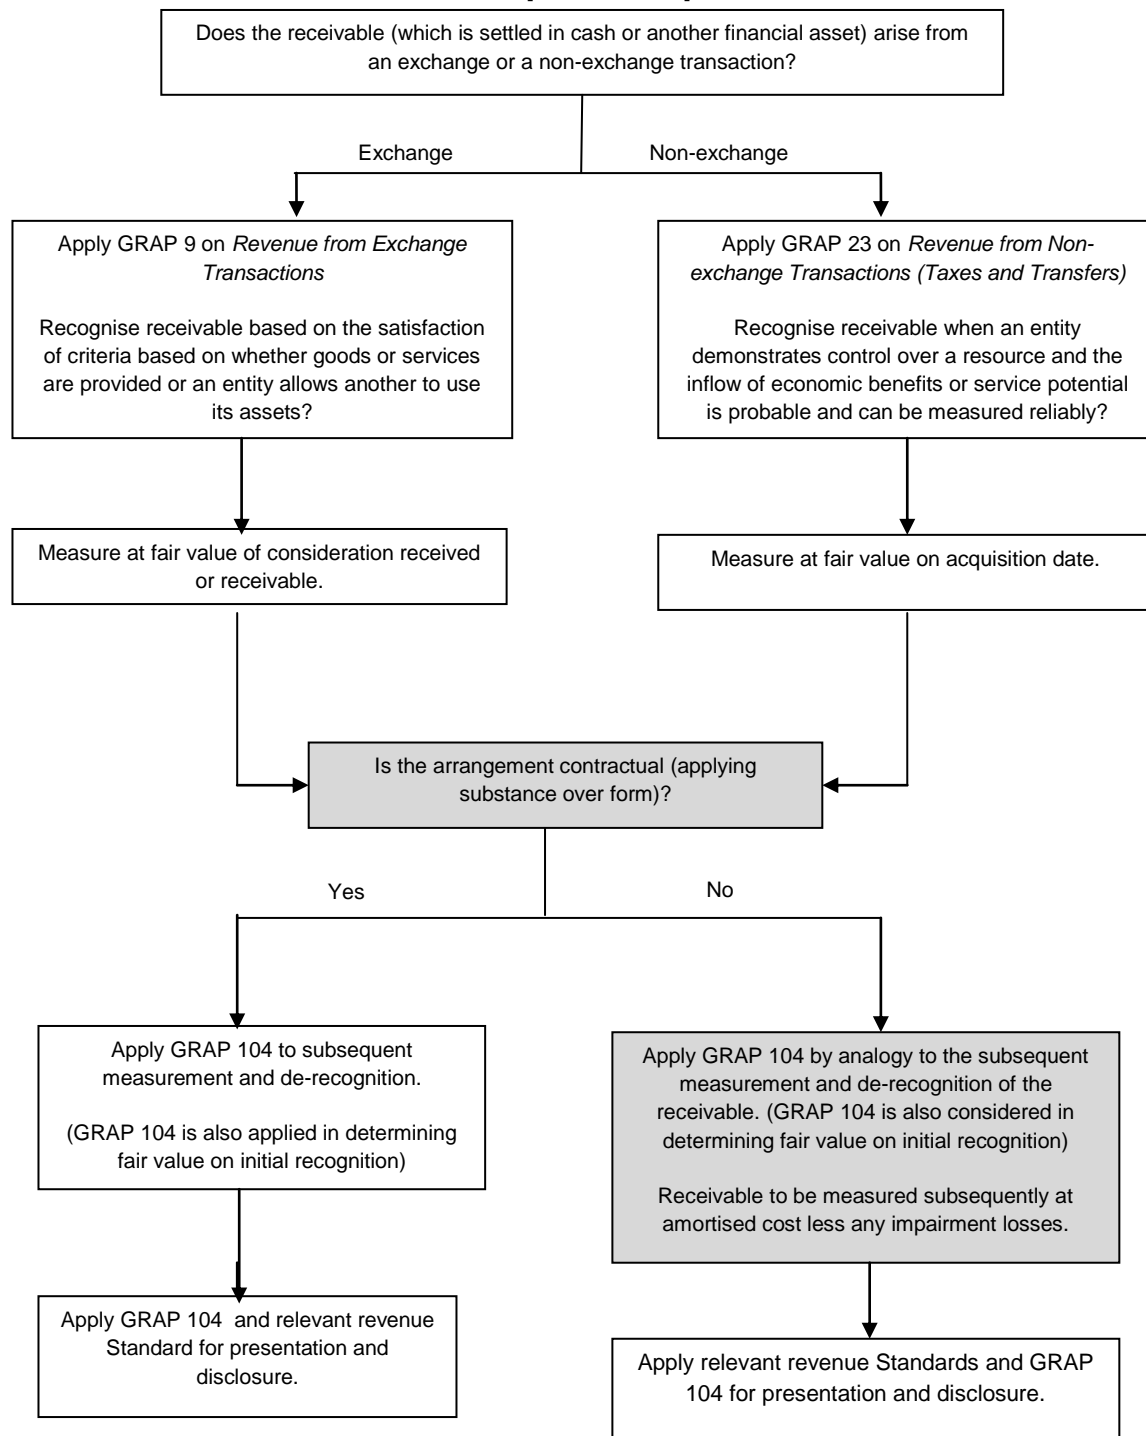 Does the receivable (which is settled in cash or another financial asset) arise from
an exchange or a non-exchange transaction?
Exchange
Non-exchange
Apply GRAP 9 on Revenue from Exchange
Transactions
Recognise receivable based on the satisfaction
of criteria based on whether goods or services
are provided or an entity allows another to use
its assets?
Apply GRAP 23 on Revenue from Non-
exchange Transactions (Taxes and Transfers)
Recognise receivable when an entity
demonstrates control over a resource and the
inflow of economic benefits or service potential
is probable and can be measured reliably?
Measure at fair value of consideration received
or receivable.
Measure at fair value on acquisition date.
Is the arrangement contractual (applying
substance over form)?
Yes
No
Apply GRAP 104 to subsequent
measurement and de-recognition.
(GRAP 104 is also applied in determining
fair value on initial recognition)
Apply GRAP 104 by analogy to the subsequent
measurement and de-recognition of the
receivable. (GRAP 104 is also considered in
determining fair value on initial recognition)
Receivable to be measured subsequently at
amortised cost less any impairment losses.
Apply GRAP 104 and relevant revenue
Standard for presentation and
disclosure.
Apply relevant revenue Standards and GRAP
104 for presentation and disclosure.